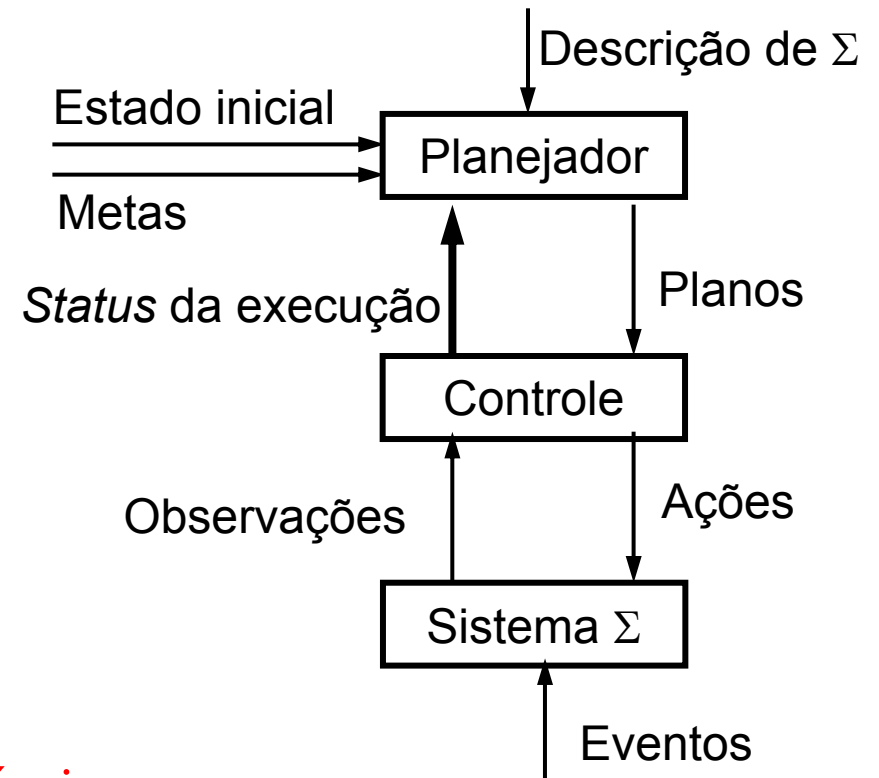 Descrição de Σ
Estado inicial
Planejador
Metas
Status da execução
Planos
Controle
Observações
Ações
Sistema Σ
Eventos